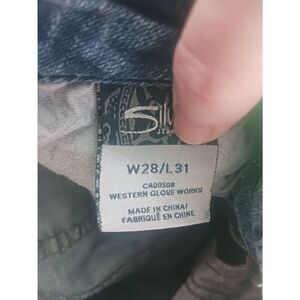 W28/L31
CA00508
WESTERN GLOVE WORKS
MADE IN CHINA/
FABRIQUÉ EN CHINE